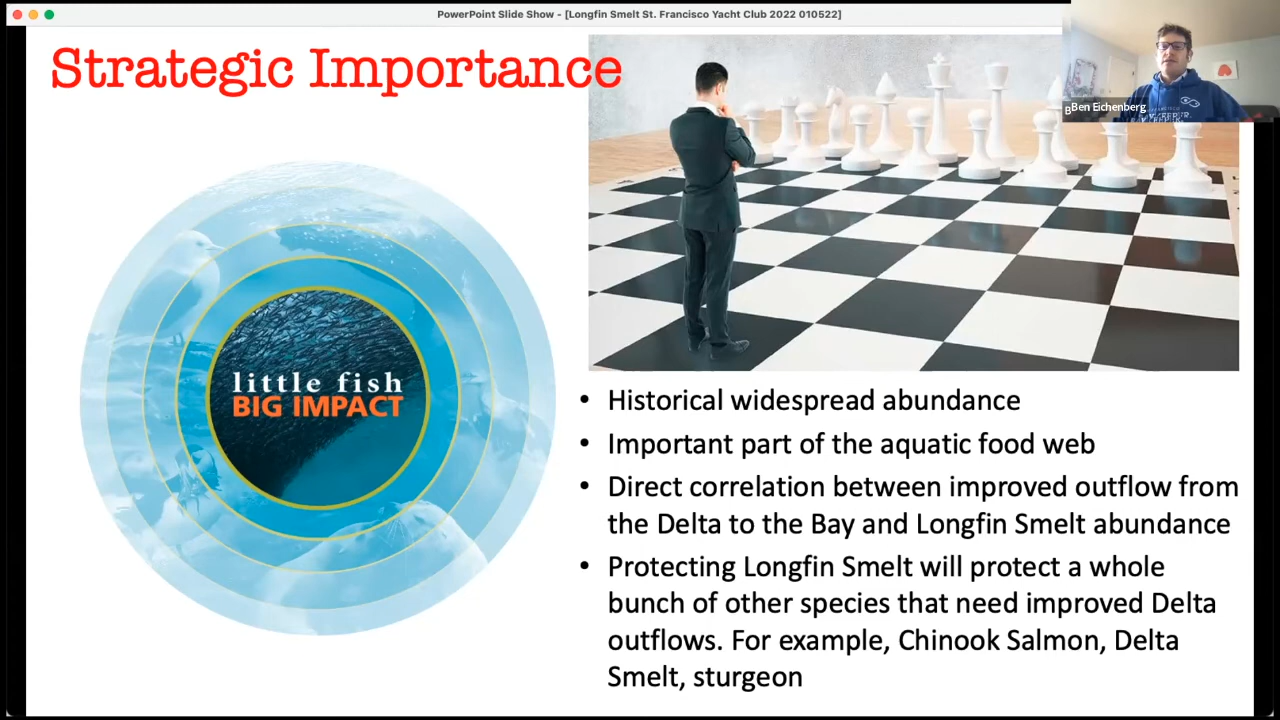 PowerPoint Slide Show - [Longfin Smelt St. Francisco Yacht Club 2022 010522]
Strategic Importance
Ben Eichenberg
little fish
BIG IMPACT
• Historical widespread abundance
• Important part of the aquatic food web
• Direct correlation between improved outflow from
the Delta to the Bay and Longfin Smelt abundance
• Protecting Longfin Smelt will protect a whole
bunch of other species that need improved Delta
outflows. For example, Chinook Salmon, Delta
Smelt, sturgeon